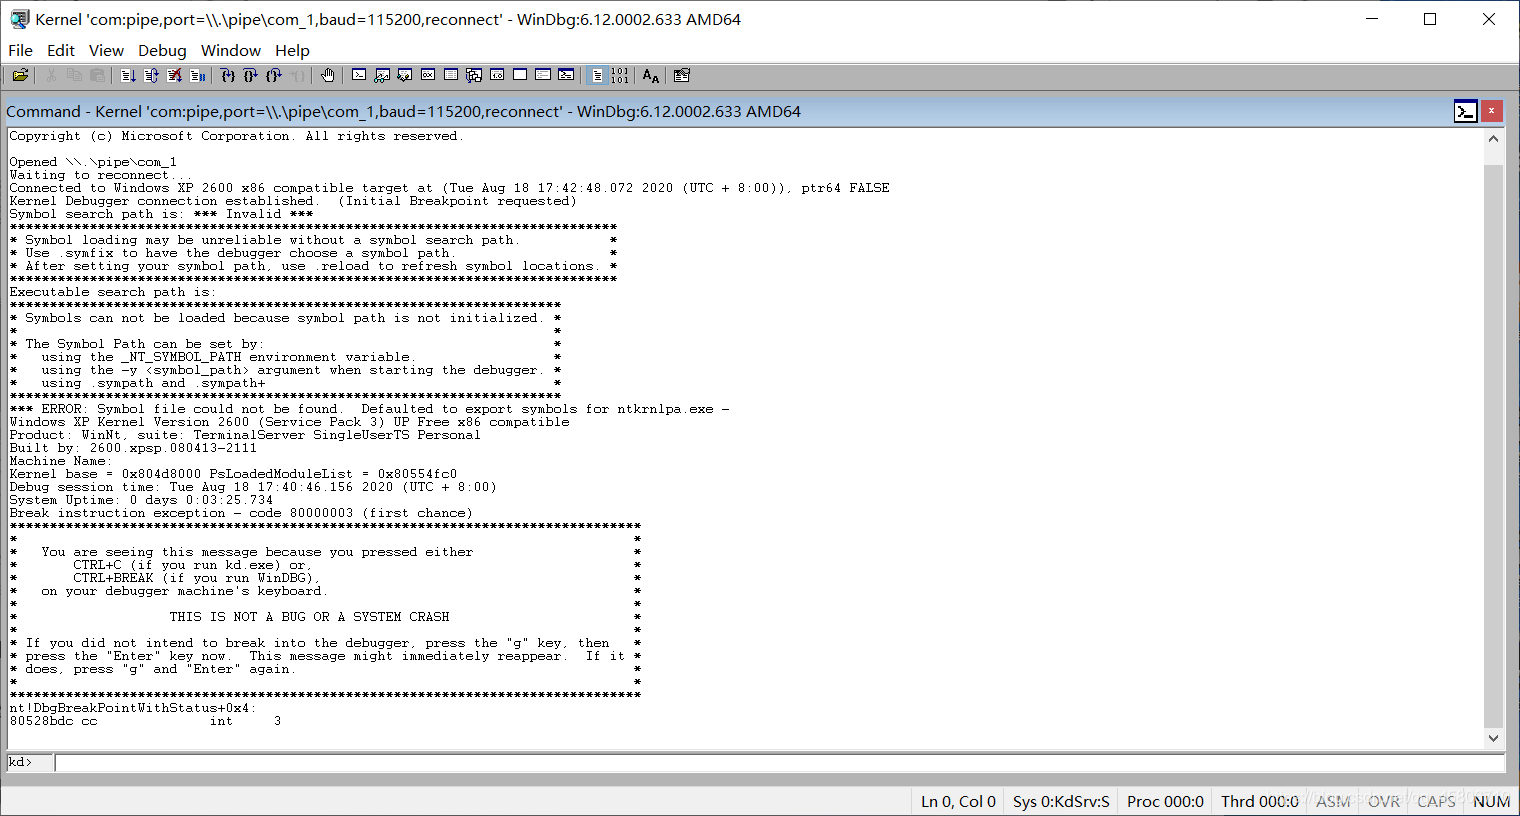 Kernel 'com:pipe,port=\\.\pipe\com_1,baud=115200,reconnect' - WinDbg:6.12.0002.633 AMD64
File Edit View Debug Window Help
Command - Kernel 'com:pipe,port=\\.\pipe\com_1,baud=115200,reconnect' - WinDbg:6.12.0002.633 AMD64
Copyright (c) Microsoft Corporation. All rights reserved.
Opened \\.\pipe\com_1
Waiting to reconnect...
Connected to Windows XP 2600 x86 compatible target at (Tue Aug 18 17:42:48.072 2020 (UTC + 8:00)), ptr64 FALSE
Kernel Debugger connection established.  (Initial Breakpoint requested)
Symbol search path is: *** Invalid ***
****************************************************************************
* Symbol loading may be unreliable without a symbol search path.           *
* Use .symfix to have the debugger choose a symbol path.                   *
* After setting your symbol path, use .reload to refresh symbol locations. *
****************************************************************************
Executable search path is:
*********************************************************************
* Symbols can not be loaded because symbol path is not initialized. *
*                                                                   *
* The Symbol Path can be set by:                                    *
*   using the _NT_SYMBOL_PATH environment variable.                 *
*   using the -y <symbol_path> argument when starting the debugger. *
*   using .sympath and .sympath+                                    *
*********************************************************************
*** ERROR: Symbol file could not be found.  Defaulted to export symbols for ntkrnlpa.exe -
Windows XP Kernel Version 2600 (Service Pack 3) UP Free x86 compatible
Product: WinNt, suite: TerminalServer SingleUserTS Personal
Built by: 2600.xpsp.080413-2111
Machine Name:
Kernel base = 0x804d8000 PsLoadedModuleList = 0x80554fc0
Debug session time: Tue Aug 18 17:40:46.156 2020 (UTC + 8:00)
System Uptime: 0 days 0:03:25.734
Break instruction exception - code 80000003 (first chance)
*******************************************************************************
*                                                                             *
*   You are seeing this message because you pressed either                    *
*       CTRL+C (if you run kd.exe) or,                                        *
*       CTRL+BREAK (if you run WinDBG),                                       *
*   on your debugger machine's keyboard.                                      *
*                                                                             *
*                   THIS IS NOT A BUG OR A SYSTEM CRASH                       *
*                                                                             *
* If you did not intend to break into the debugger, press the "g" key, then   *
* press the "Enter" key now.  This message might immediately reappear.  If it *
* does, press "g" and "Enter" again.                                          *
*                                                                             *
*******************************************************************************
nt!DbgBreakPointWithStatus+0x4:
80528bdc cc              int     3
kd>
Ln 0, Col 0 Sys 0:KdSrv:S Proc 000:0 Thrd 000:0 ASM OVR CAPS NUM